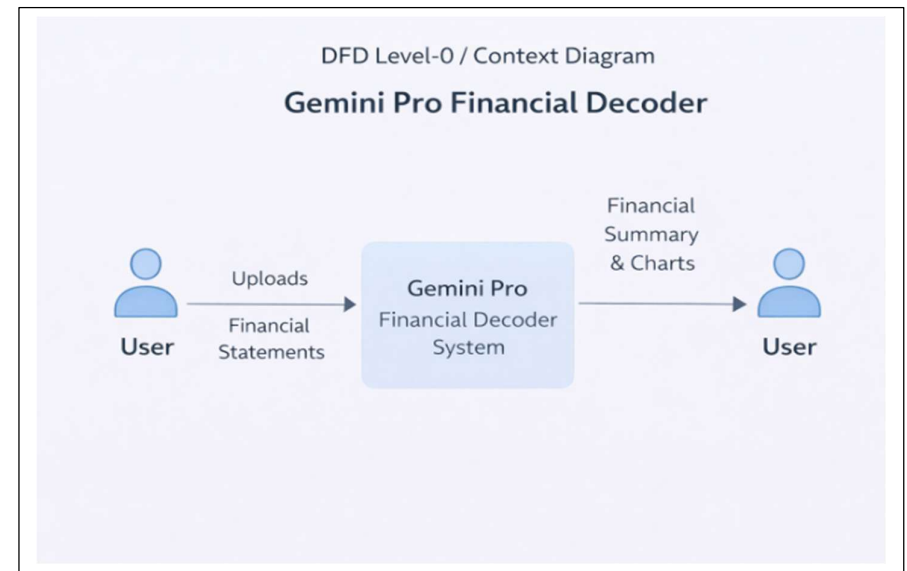 DFD Level-0 / Context Diagram
Gemini Pro Financial Decoder
User
Uploads
Financial
Statements
Gemini Pro
Financial Decoder
System
Financial
Summary
& Charts
User